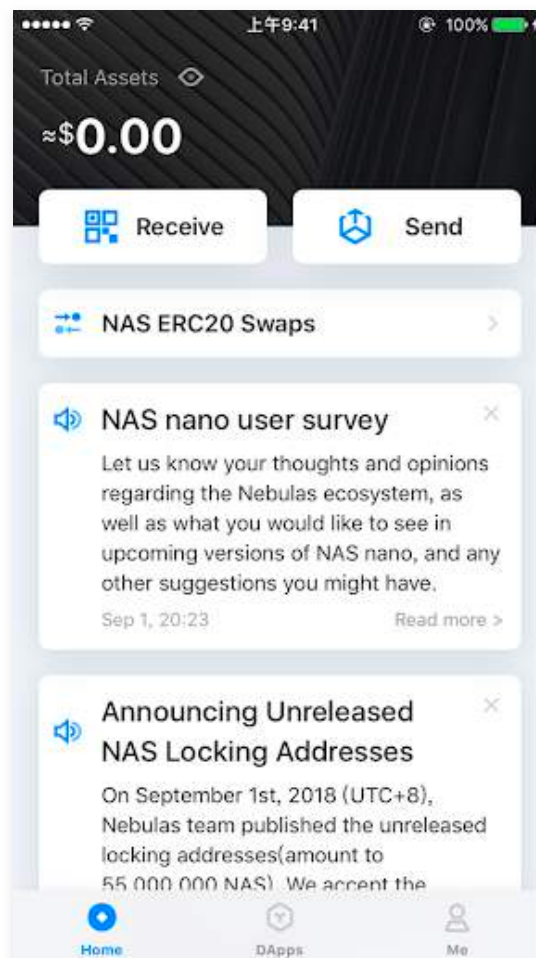 上午9:41
100%
Total Assets
≈$0.00
Receive
Send
NAS ERC20 Swaps
NAS nano user survey
Let us know your thoughts and opinions
regarding the Nebulas ecosystem, as
well as what you would like to see in
upcoming versions of NAS nano, and any
other suggestions you might have.
Sep 1, 20:23
Read more >
Announcing Unreleased
NAS Locking Addresses
On September 1st, 2018 (UTC+8),
Nebulas team published the unreleased
locking addresses(amount to
55,000,000 NAS). We accept the
Home
DApps
Me